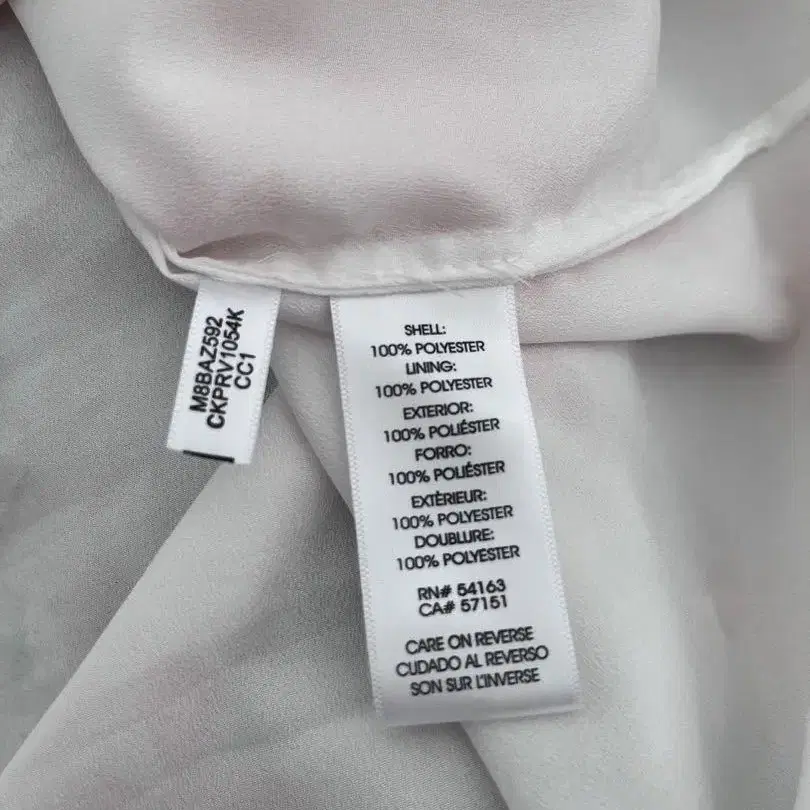 M8BAZ592
CKPRV1054K
CC1
SHELL:
100% POLYESTER
LINING:
100% POLYESTER
EXTERIOR:
100% POLIÉSTER
FORRO:
100% POLIÉSTER
EXTÈRIEUR:
100% POLYESTER
DOUBLURE:
100% POLYESTER
RN# 54163
CA# 57151
CARE ON REVERSE
CUDADO AL REVERSO
SON SUR L'INVERSE